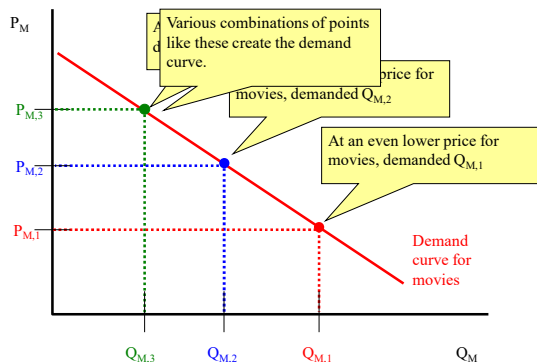 P_M
A
d
Various combinations of points
like these create the demand
curve.
price for
movies, demanded Q_M,2
At an even lower price for
movies, demanded Q_M,1
P_M,3
P_M,2
P_M,1
Demand
curve for
movies
Q_M,3
Q_M,2
Q_M,1
Q_M